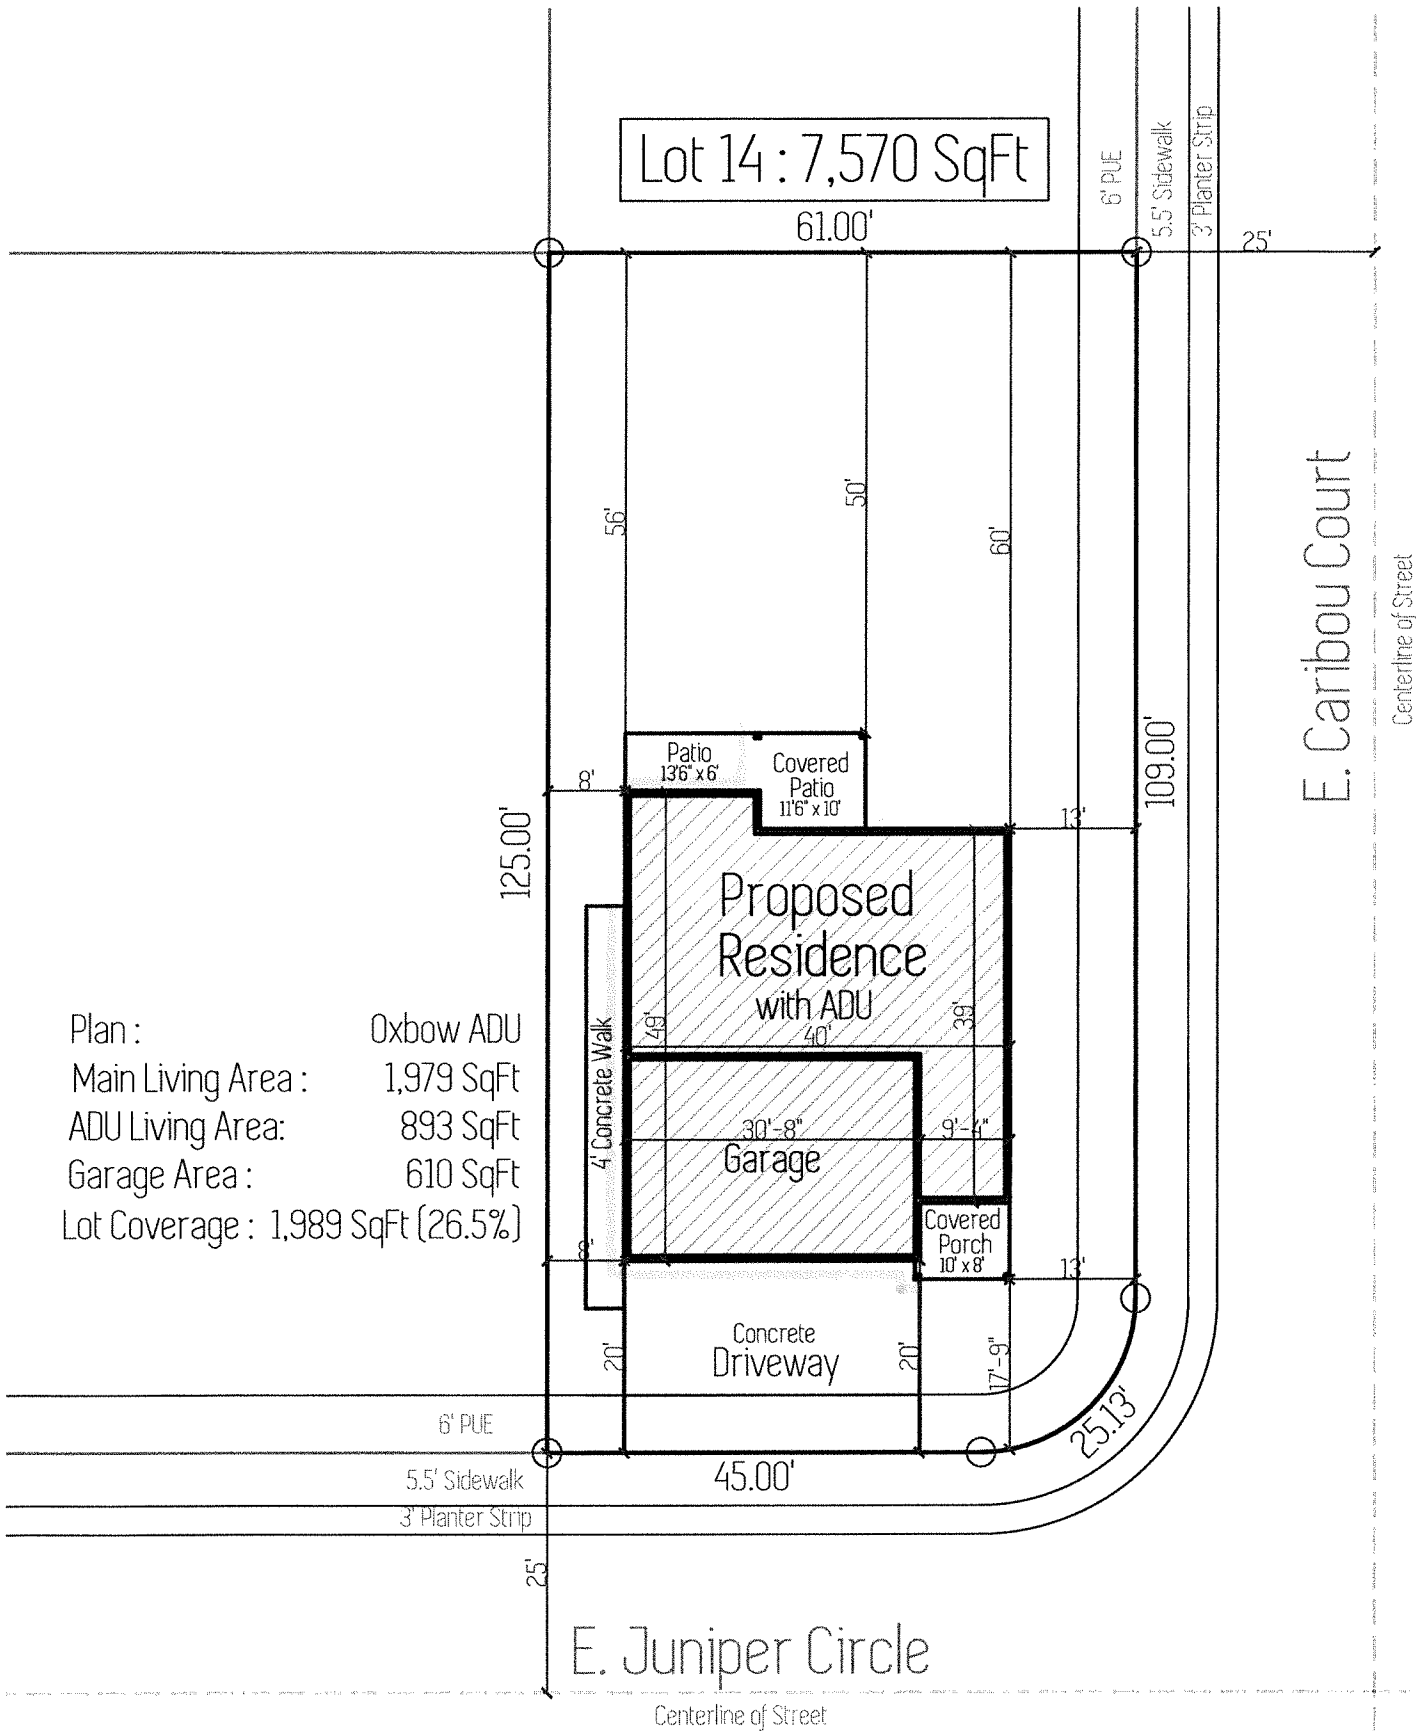 Lot 14 : 7,570 SqFt
61.00'
6' PUE
5.5' Sidewalk
3' Planter Strip
25'
56'
50'
60'
E. Caribou Court
Centerline of Street
109.00'
125.00'
8'
Patio
13'6" x 6'
Covered
Patio
11'6" x 10'
13'
Proposed
Residence
with ADU
40'
49'
39'
4' Concrete Walk
Plan : Oxbow ADU
Main Living Area : 1,979 SqFt
ADU Living Area: 893 SqFt
Garage Area : 610 SqFt
Lot Coverage : 1,989 SqFt (26.5%)
30'-8"
9'-4"
Garage
Covered
Porch
10' x 8'
8'
13'
Concrete
Driveway
20'
20'
17'-9"
25.13'
6' PUE
45.00'
5.5' Sidewalk
3' Planter Strip
25'
E. Juniper Circle
Centerline of Street